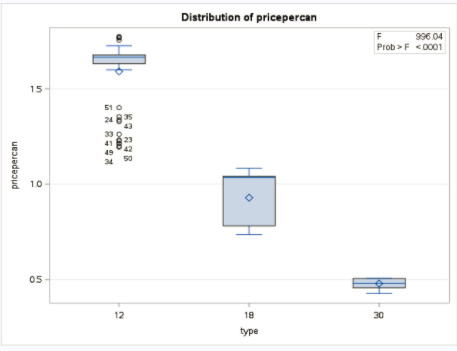 Distribution of pricepercan
F 996.04
Prob > F <.0001
1.5
1.0
0.5
pricepercan
51
35
24
43
33
23
41
42
49
50
34
12 18 30
type